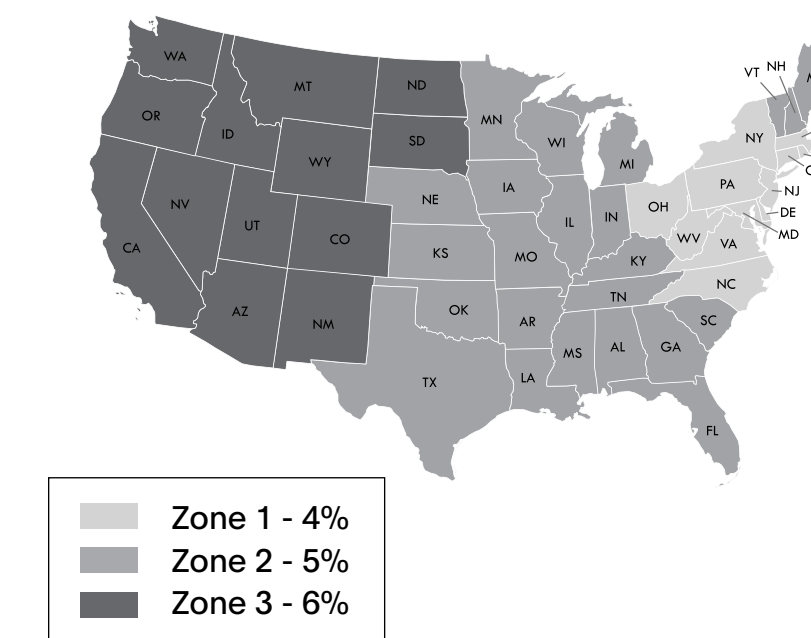 WA
MT
ND
MN
VT
NH
OR
ID
SD
WI
NY
WY
MI
NE
IA
PA
NJ
NV
UT
CO
IL
IN
OH
DE
MD
CA
KS
MO
KY
WV
VA
AZ
NM
OK
AR
TN
NC
SC
TX
LA
MS
AL
GA
FL
Zone 1 - 4%
Zone 2 - 5%
Zone 3 - 6%